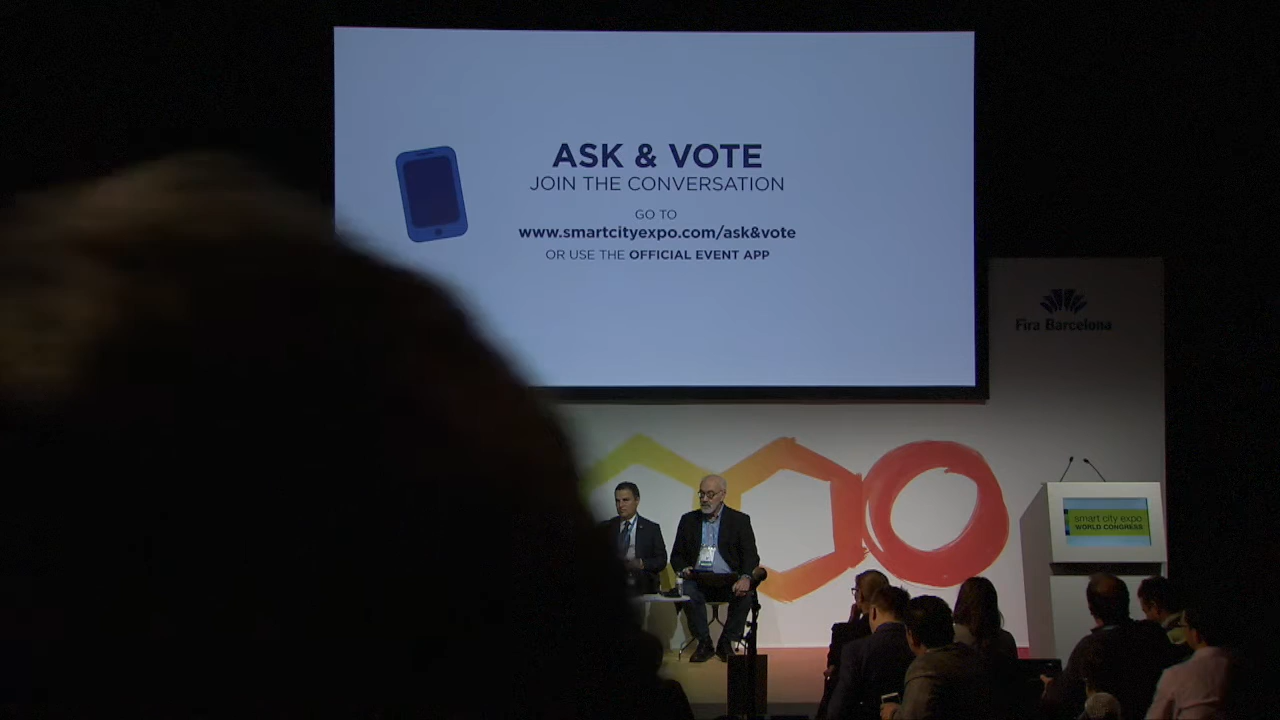 ASK & VOTE
JOIN THE CONVERSATION
GO TO
www.smartcityexpo.com/ask&vote
OR USE THE OFFICIAL EVENT APP
Fira Barcelona
smart city expo
WORLD CONGRESS